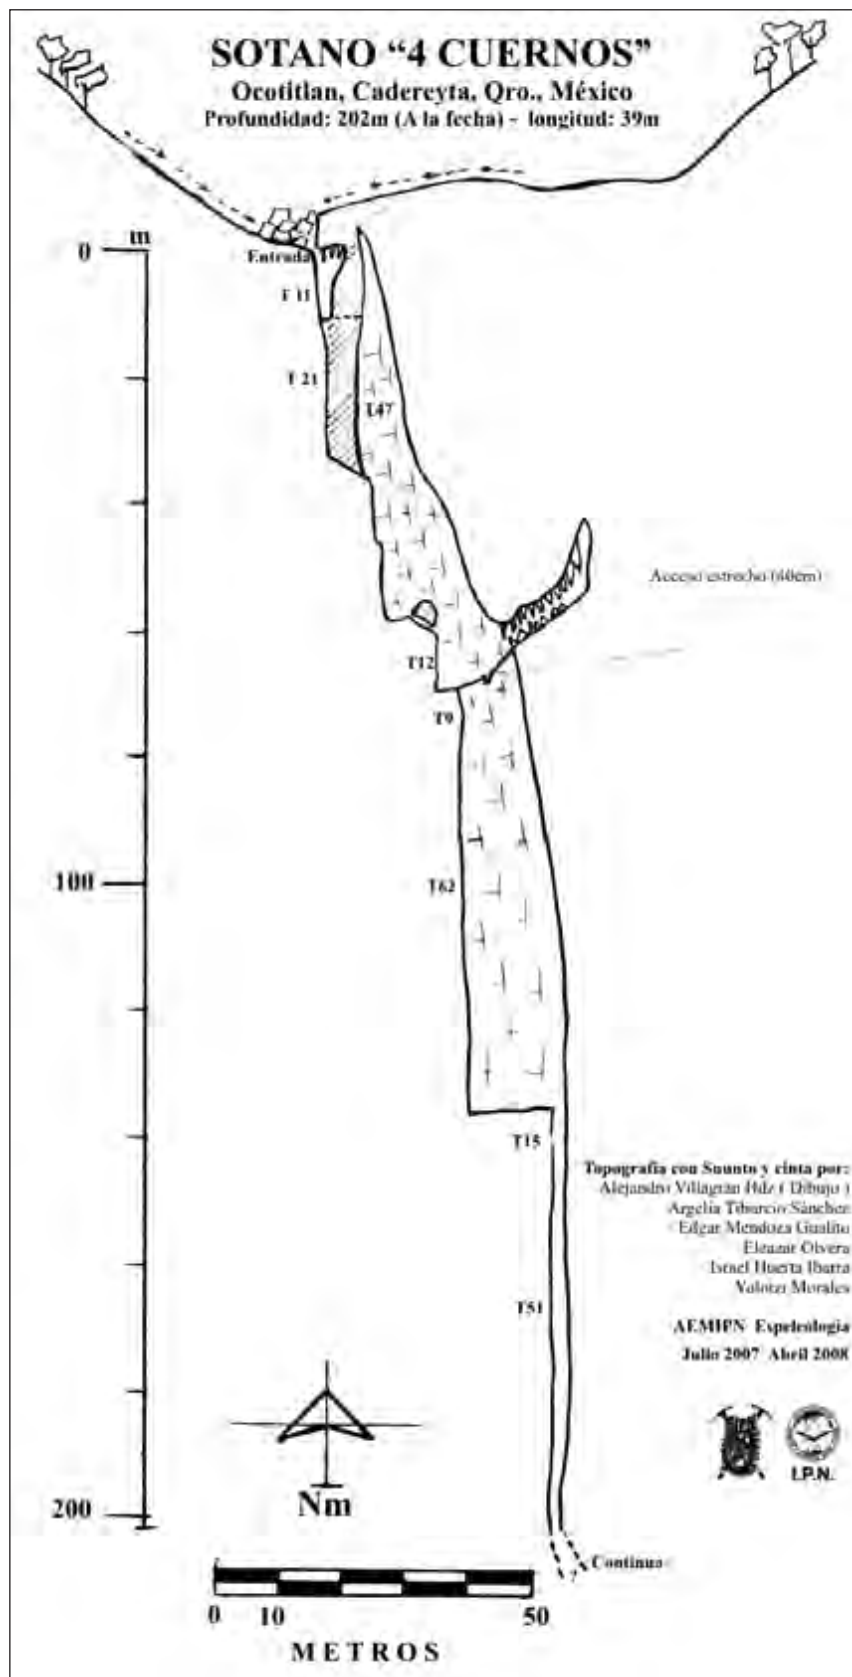 SOTANO “4 CUERNOS”
Ocotitlan, Cadereyta, Qro., México
Profundidad: 202m (A la fecha) - longitud: 39m
0 m
Entrada
T 11
T 21
T47
Acceso estrecho (40cm)
T12
T9
100
T62
T15
Topografía con Suunto y cinta por:
Alejandro Villagran Hdz ( Dibujo )
Argelia Tiburcio Sánchez
Edgar Mendoza
Eleazar Olvera
Israel Huerta Ibarra
Morales
T51
AEMIPN Espeleologia
Julio 2007 Abril 2008
I.P.N.
Nm
200
Continua
?
0 10 50
METROS